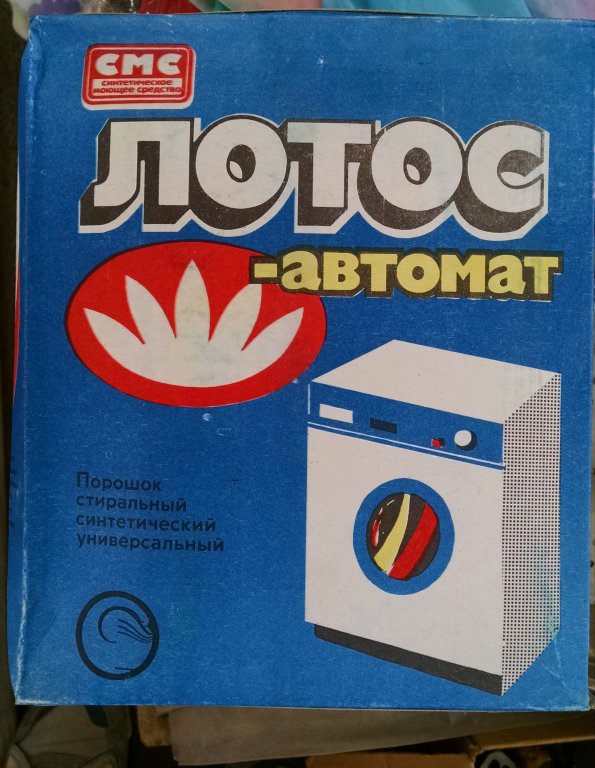 СМС
синтетическое
моющее средство
ЛОТОС
-автомат
Порошок
стиральный
синтетический
универсальный